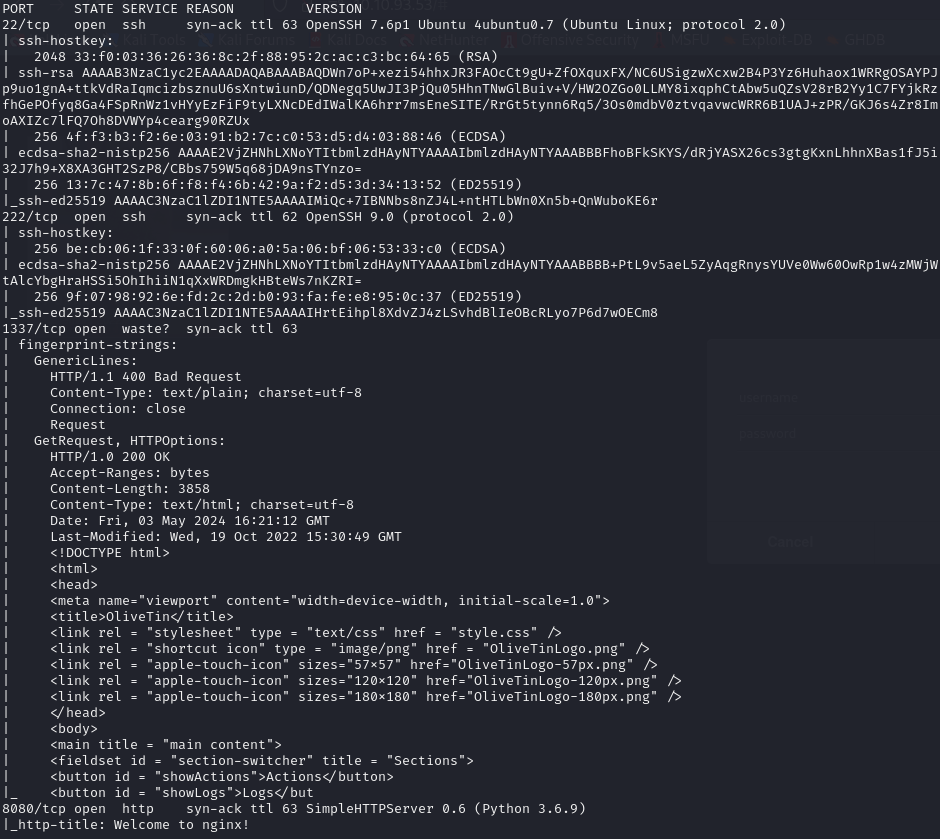 PORT     STATE SERVICE REASON         VERSION
22/tcp   open  ssh     syn-ack ttl 63 OpenSSH 7.6p1 Ubuntu 4ubuntu0.7 (Ubuntu Linux; protocol 2.0)
| ssh-hostkey:
|   2048 33:f0:03:36:26:36:8c:2f:88:95:2c:ac:c3:bc:64:65 (RSA)
| ssh-rsa AAAAB3NzaC1yc2EAAAADAQABAAABAQDWn7oP+xezi54hhxJR3FAOcCt9gU+ZfOXquxFX/NC6USigzwXcxw2B4P3Yz6Huhaox1WRRgOSAYPJ
p9uo1gnA+ttkVdRaIqmcizbsznuU6sXntwiunD/QDNegq5UwJI3PjQu05HhnTNwGlBuiv+V/HW2OZGo0LLMY8ixqphCtAbw5uQZsV28rB2Yy1C7FYjkRz
fhGePOfyq8Ga4FSpRnWz1vHYyEzFiF9tyLXNcDEdIWalKA6hrr7msEneSITE/RrGt5tynn6Rq5/3Os0mdbV0ztvqavwcWRR6B1UAJ+zPR/GKJ6s4Zr8Im
oAXIZc7lFQ7Oh8DVWYp4cearg90RZUx
|   256 4f:f3:b3:f2:6e:03:91:b2:7c:c0:53:d5:d4:03:88:46 (ECDSA)
| ecdsa-sha2-nistp256 AAAAE2VjZHNhLXNoYTItbmlzdHAyNTYAAAAIbmlzdHAyNTYAAABBBFhoBFkSKYS/dRjYASX26cs3gtgKxnLhhnXBas1fJ5i
32J7h9+X8XA3GHT2SzP8/CBbs759W5q68jDA9nsTYnzo=
|   256 13:7c:47:8b:6f:f8:f4:6b:42:9a:f2:d5:3d:34:13:52 (ED25519)
|_ssh-ed25519 AAAAC3NzaC1lZDI1NTE5AAAAIMiQc+7IBNNbs8nZJ4L+ntHTLbWn0Xn5b+QnWuboKE6r
222/tcp  open  ssh     syn-ack ttl 62 OpenSSH 9.0 (protocol 2.0)
| ssh-hostkey:
|   256 be:cb:06:1f:33:0f:60:06:a0:5a:06:bf:06:53:33:c0 (ECDSA)
| ecdsa-sha2-nistp256 AAAAE2VjZHNhLXNoYTItbmlzdHAyNTYAAAAIbmlzdHAyNTYAAABBBB+PtL9v5aeL5ZyAqgRnysYUVe0Ww60OwRp1w4zMWjW
tAlcYbgHraHSSi5OhIhiiN1qXxWRDmgkHBteWs7nKZRI=
|   256 9f:07:98:92:6e:fd:2c:2d:b0:93:fa:fe:e8:95:0c:37 (ED25519)
|_ssh-ed25519 AAAAC3NzaC1lZDI1NTE5AAAAIHrtEihpl8XdvZJ4zLSvhdBlIeOBcRLyo7P6d7wOECm8
1337/tcp open  waste?  syn-ack ttl 63
| fingerprint-strings:
|   GenericLines:
|     HTTP/1.1 400 Bad Request
|     Content-Type: text/plain; charset=utf-8
|     Connection: close
|     Request
|   GetRequest, HTTPOptions:
|     HTTP/1.0 200 OK
|     Accept-Ranges: bytes
|     Content-Length: 3858
|     Content-Type: text/html; charset=utf-8
|     Date: Fri, 03 May 2024 16:21:12 GMT
|     Last-Modified: Wed, 19 Oct 2022 15:30:49 GMT
|     <!DOCTYPE html>
|     <html>
|     <head>
|     <meta name="viewport" content="width=device-width, initial-scale=1.0">
|     <title>OliveTin</title>
|     <link rel = "stylesheet" type = "text/css" href = "style.css" />
|     <link rel = "shortcut icon" type = "image/png" href = "OliveTinLogo.png" />
|     <link rel = "apple-touch-icon" sizes="57×57" href="OliveTinLogo-57px.png" />
|     <link rel = "apple-touch-icon" sizes="120×120" href="OliveTinLogo-120px.png" />
|     <link rel = "apple-touch-icon" sizes="180×180" href="OliveTinLogo-180px.png" />
|     </head>
|     <body>
|     <main title = "main content">
|     <fieldset id = "section-switcher" title = "Sections">
|     <button id = "showActions">Actions</button>
|_    <button id = "showLogs">Logs</but
8080/tcp open  http    syn-ack ttl 63 SimpleHTTPServer 0.6 (Python 3.6.9)
|_http-title: Welcome to nginx!